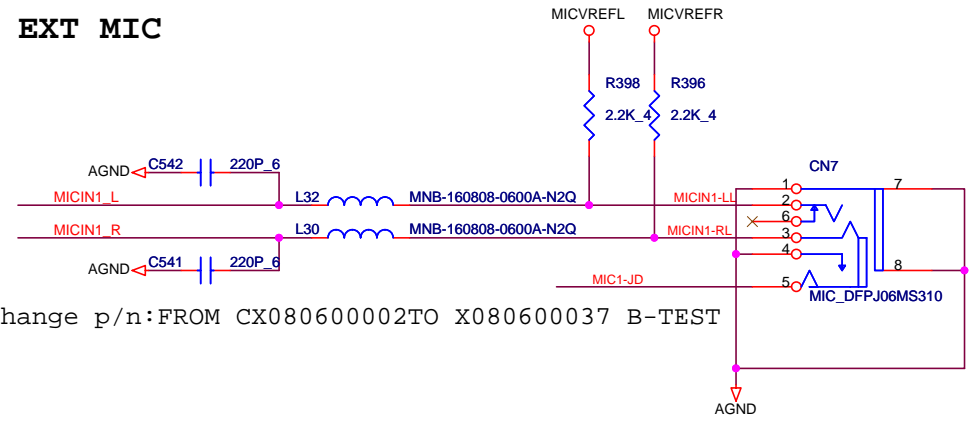 EXT MIC
MICVREFL MICVREFR
R398 R396
2.2K_4 2.2K_4
AGND C542 220P_6
CN7
1 7
MICIN1_L L32 MNB-160808-0600A-N2Q MICIN1-LL 2
6
MICIN1_R L30 MNB-160808-0600A-N2Q MICIN1-RL 3
4
AGND C541 220P_6 8
MIC1-JD 5
MIC_DFPJ06MS310
hange p/n:FROM CX080600002TO X080600037 B-TEST
AGND